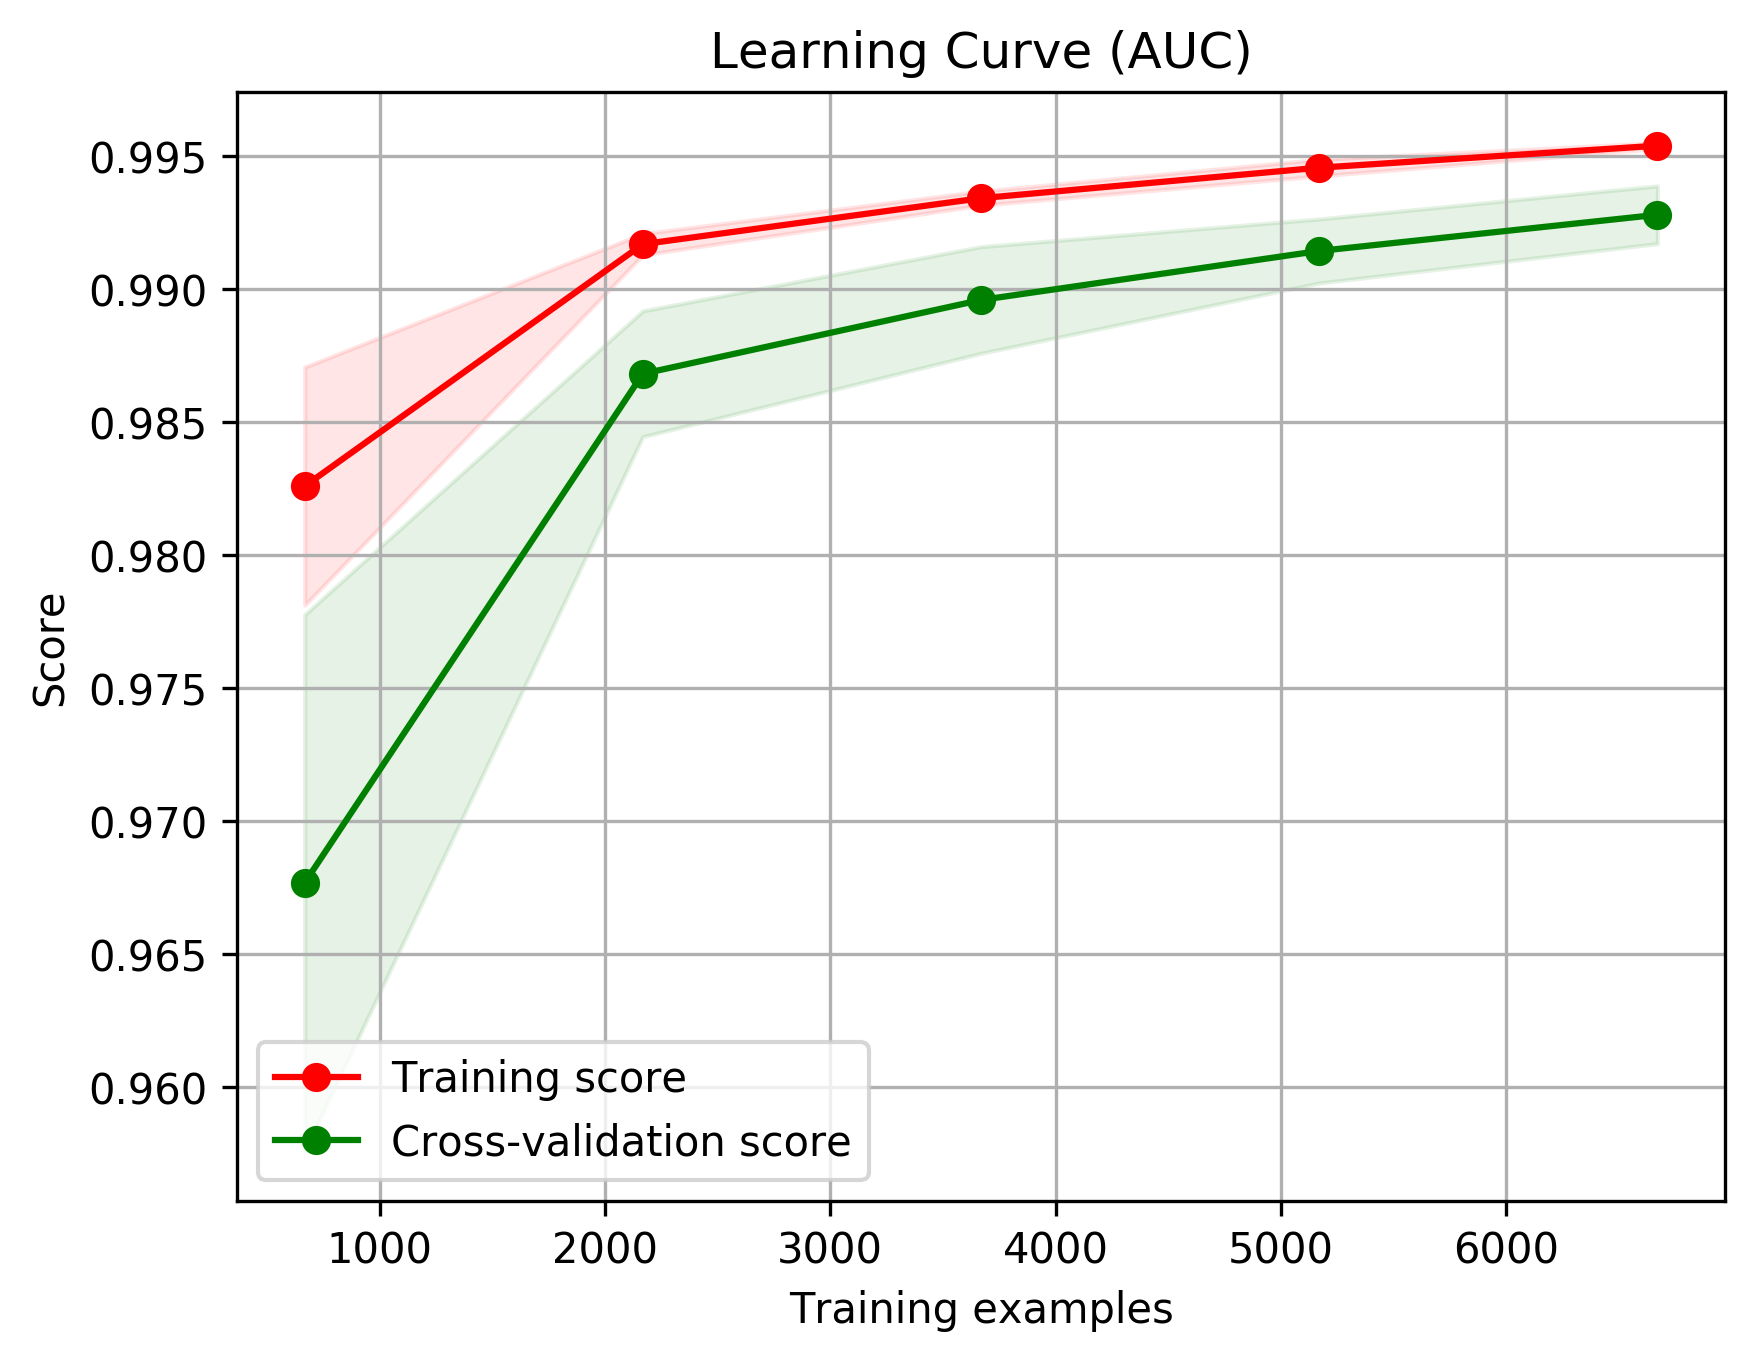 Learning Curve (AUC)
0.995
0.990
0.985
0.980
0.975
0.970
0.965
0.960
Score
Training score
Cross-validation score
1000 2000 3000 4000 5000 6000
Training examples